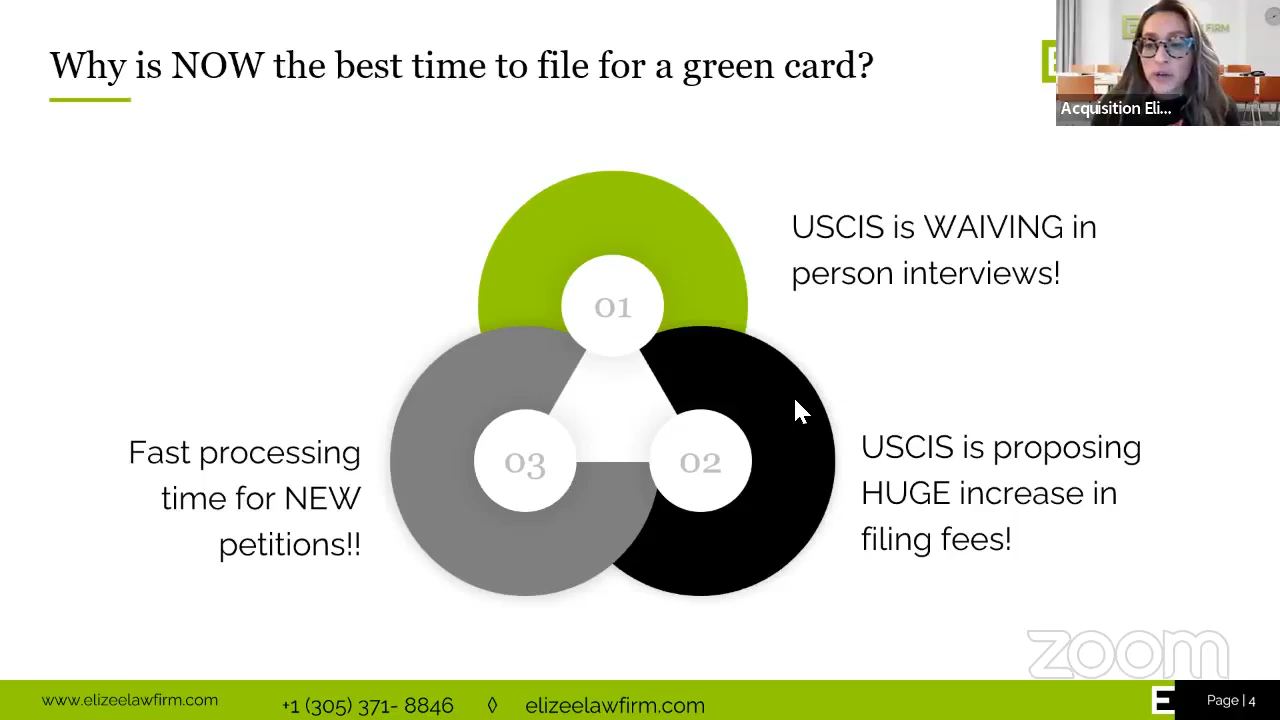 Why is NOW the best time to file for a green card?
E
FIRM
Acquisition Eli...
01
USCIS is WAIVING in
person interviews!
03
02
Fast processing
time for NEW
petitions!!
USCIS is proposing
HUGE increase in
filing fees!
zoom
www.elizeelawfirm.com
+1 (305) 371- 8846 ◊ elizeelawfirm.com
E
Page | 4